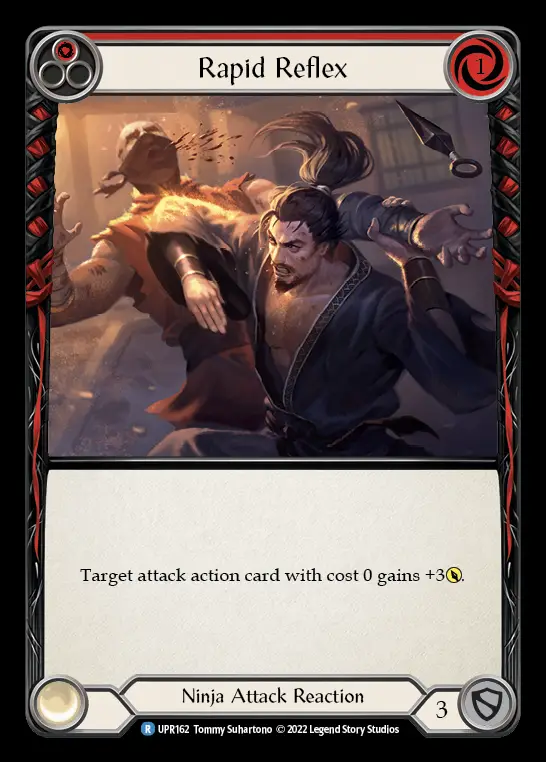 Rapid Reflex
1
Target attack action card with cost 0 gains +3.
Ninja Attack Reaction
3
R UPR162 Tommy Suhartono © 2022 Legend Story Studios